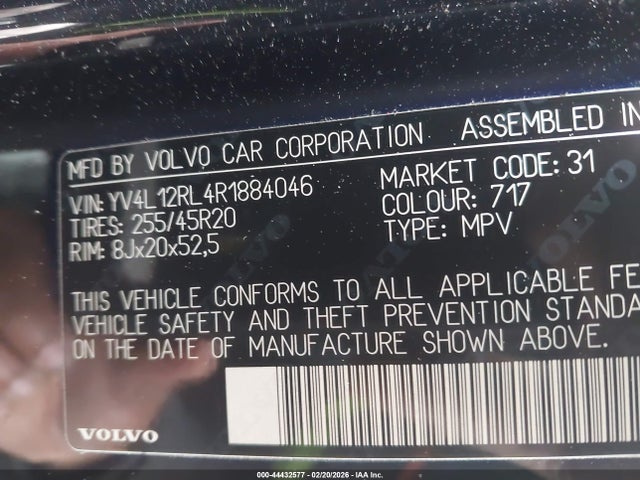 MFD BY VOLVO CAR CORPORATION ASSEMBLED IN
VIN: YV4L12RL4R1884046
TIRES: 255/45R20
RIM: 8Jx20x52,5
MARKET CODE: 31
COLOUR: 717
TYPE: MPV
THIS VEHICLE CONFORMS TO ALL APPLICABLE FE
VEHICLE SAFETY AND THEFT PREVENTION STANDA
ON THE DATE OF MANUFACTURE SHOWN ABOVE.
VOLVO
000-44432577 - 02/20/2026 - IAA Inc.